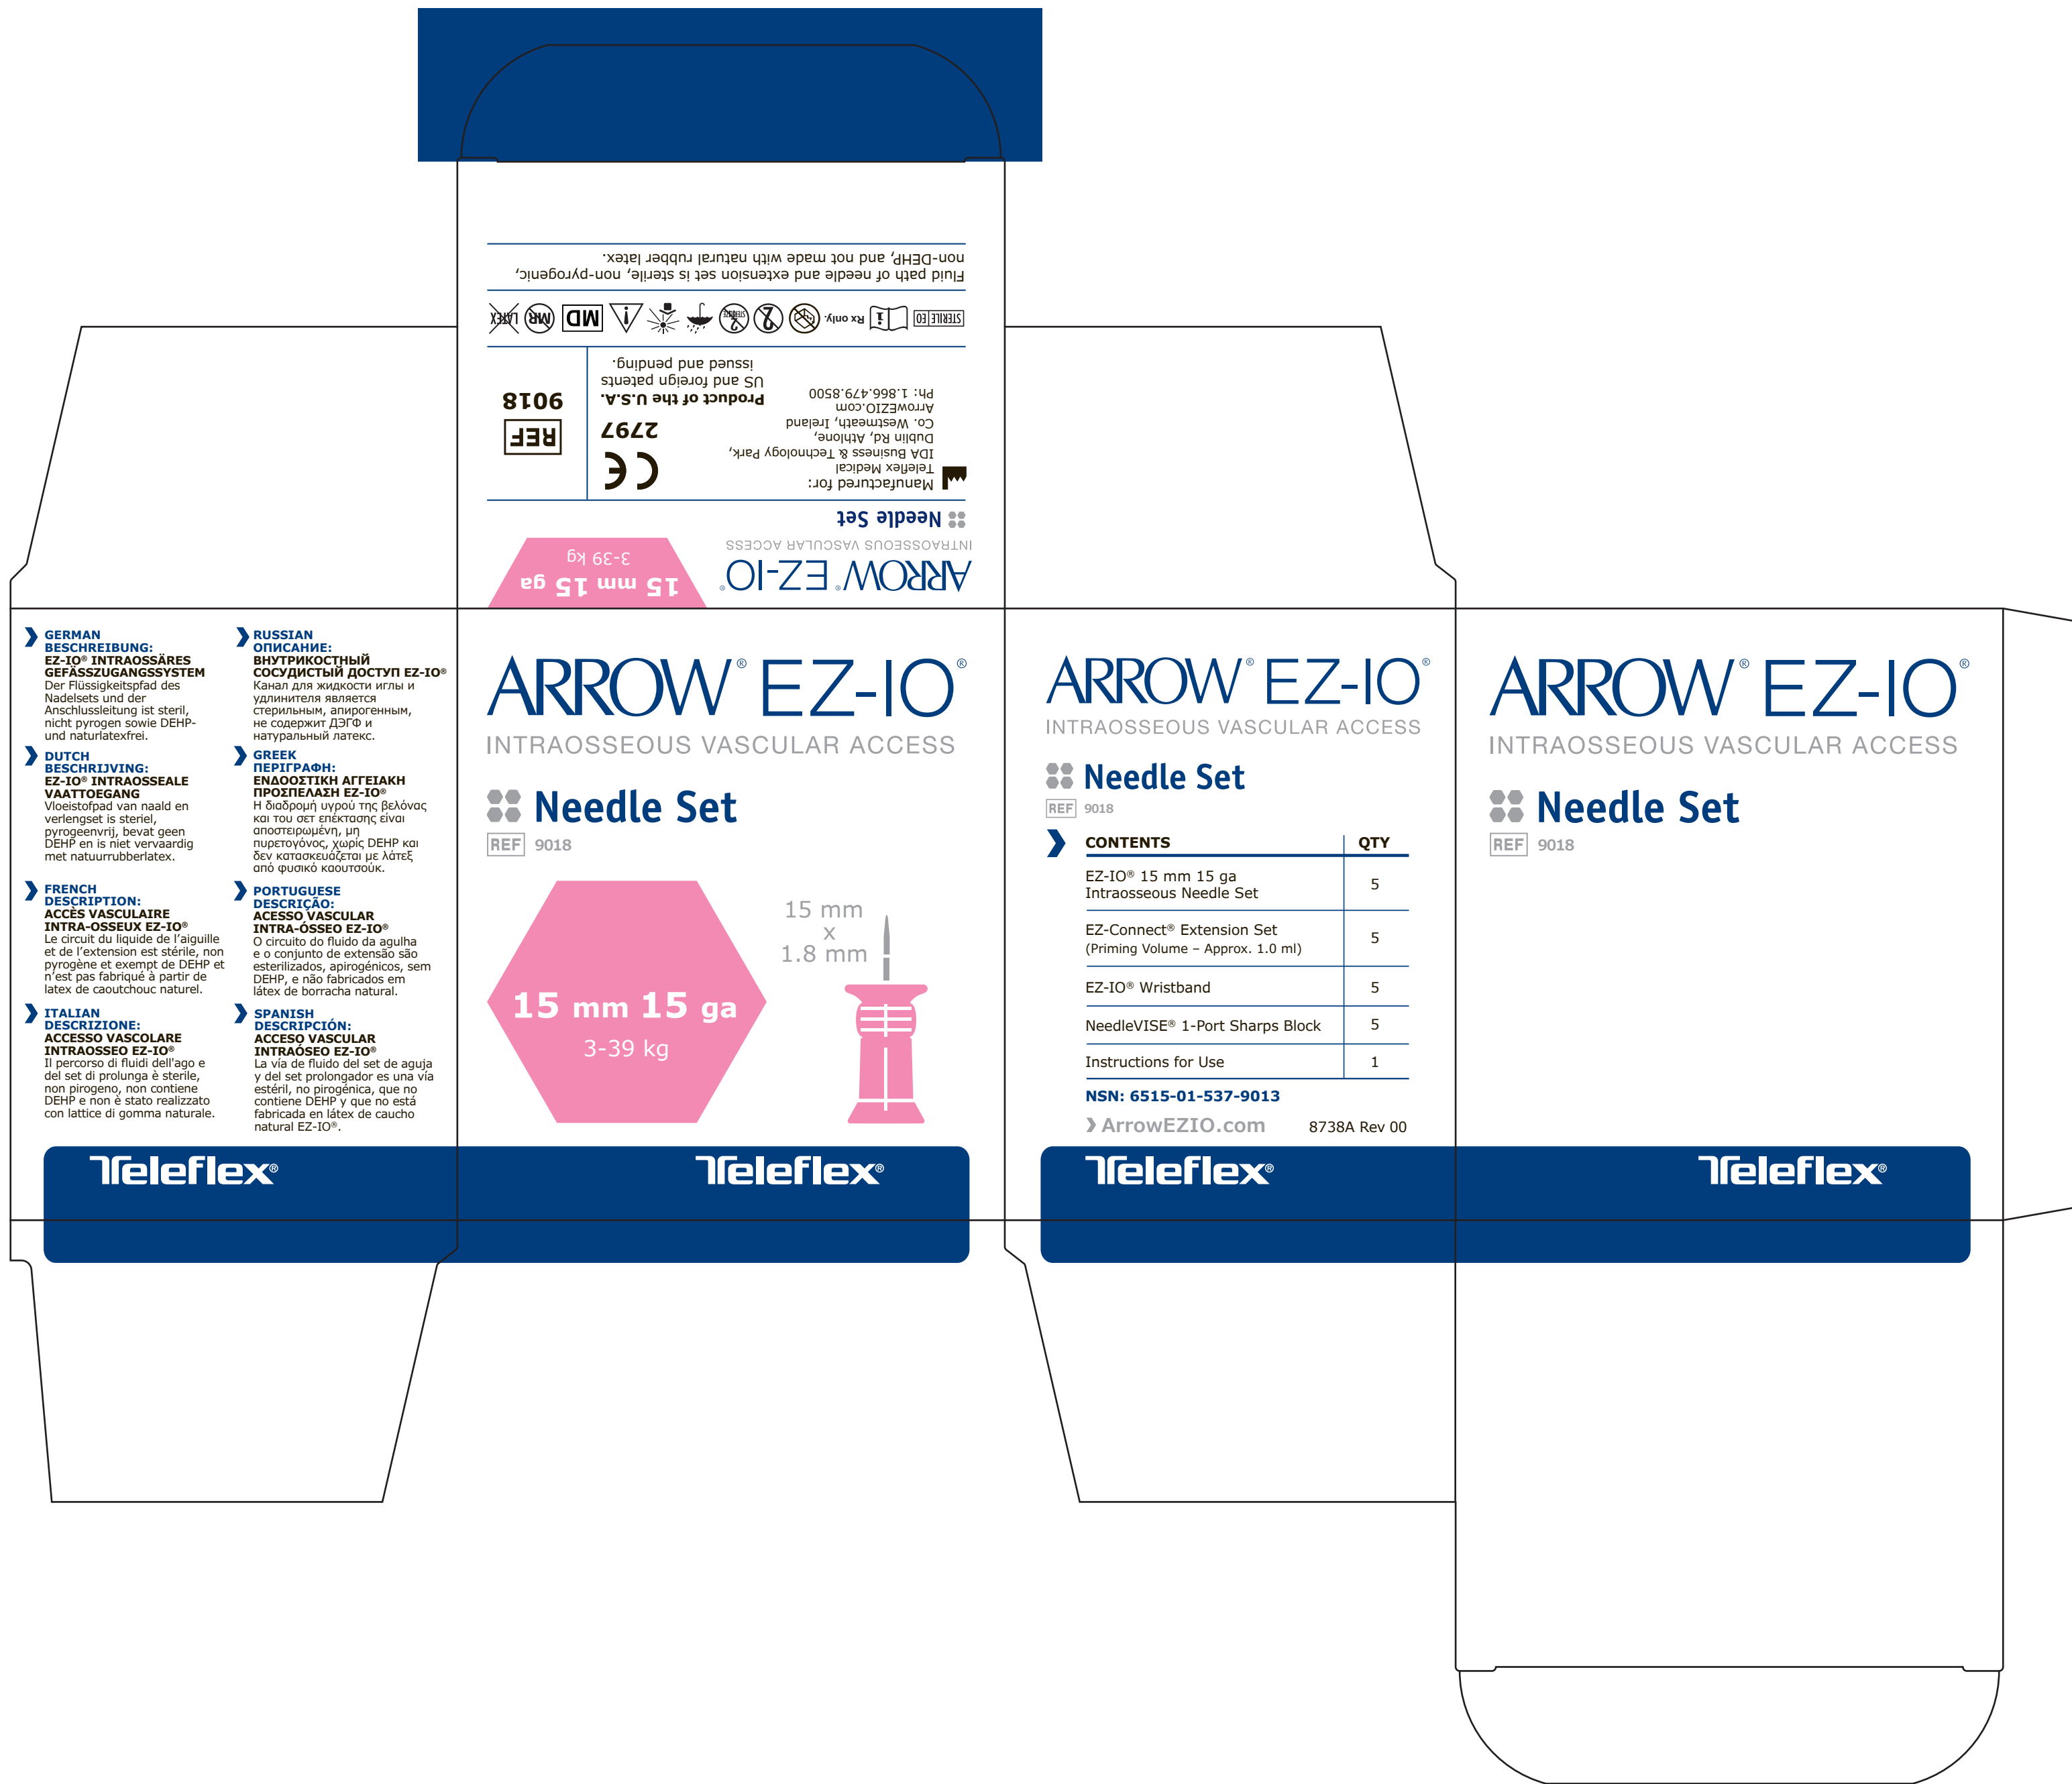 ARROW® EZ-IO®
INTRAOSSEOUS VASCULAR ACCESS
15 mm 15 ga
3-39 kg
Needle Set
Manufactured for:
Teleflex Medical
IDA Business & Technology Park,
Dublin Rd, Athlone,
Co. Westmeath, Ireland
ArrowEZIO.com
Ph: 1.866.479.8500
CE
2797
Product of the U.S.A.
US and foreign patents
issued and pending.
REF
9018
STERILE EO
i
Rx only.
2
2 STERILIZE
MD
MR
LATEX
Fluid path of needle and extension set is sterile, non-pyrogenic,
non-DEHP, and not made with natural rubber latex.
GERMAN
BESCHREIBUNG:
EZ-IO® INTRAOSSÄRES
GEFÄSSZUGANGSSYSTEM
Der Flüssigkeitspfad des
Nadelsets und der
Anschlussleitung ist steril,
nicht pyrogen sowie DEHP-
und naturlatexfrei.
DUTCH
BESCHRIJVING:
EZ-IO® INTRAOSSEALE
VAATTOEGANG
Vloeistofpad van naald en
verlengset is steriel,
pyrogeenvrij, bevat geen
DEHP en is niet vervaardig
met natuurrubberlatex.
FRENCH
DESCRIPTION:
ACCÈS VASCULAIRE
INTRA-OSSEUX EZ-IO®
Le circuit du liquide de l’aiguille
et de l’extension est stérile, non
pyrogène et exempt de DEHP et
n’est pas fabriqué à partir de
latex de caoutchouc naturel.
ITALIAN
DESCRIZIONE:
ACCESSO VASCOLARE
INTRAOSSEO EZ-IO®
Il percorso di fluidi dell'ago e
del set di prolunga è sterile,
non pirogeno, non contiene
DEHP e non è stato realizzato
con lattice di gomma naturale.
RUSSIAN
ОПИСАНИЕ:
ВНУТРИКОСТНЫЙ
СОСУДИСТЫЙ ДОСТУП EZ-IO®
Канал для жидкости иглы и
удлинителя является
стерильным, апирогенным,
не содержит ДЭГФ и
натуральный латекс.
GREEK
ΠΕΡΙΓΡΑΦΗ:
ΕΝΔΟΟΣΤΙΚΗ ΑΓΓΕΙΑΚΗ
ΠΡΟΣΠΕΛΑΣΗ EZ-IO®
Η διαδρομή υγρού της βελόνας
και του σετ επέκτασης είναι
αποστειρωμένη, μη
πυρετογόνος, χωρίς DEHP και
δεν κατασκευάζεται με λάτεξ
από φυσικό καουτσούκ.
PORTUGUESE
DESCRIÇÃO:
ACESSO VASCULAR
INTRA-ÓSSEO EZ-IO®
O circuito do fluido da agulha
e o conjunto de extensão são
esterilizados, apirogénicos, sem
DEHP, e não fabricados em
látex de borracha natural.
SPANISH
DESCRIPCIÓN:
ACCESO VASCULAR
INTRAÓSEO EZ-IO®
La vía de fluido del set de aguja
y del set prolongador es una vía
estéril, no pirogénica, que no
contiene DEHP y que no está
fabricada en látex de caucho
natural EZ-IO®.
Teleflex®
ARROW® EZ-IO®
INTRAOSSEOUS VASCULAR ACCESS
Needle Set
REF 9018
15 mm 15 ga
3-39 kg
15 mm
x
1.8 mm
Teleflex®
ARROW® EZ-IO®
INTRAOSSEOUS VASCULAR ACCESS
Needle Set
REF 9018
CONTENTS QTY
EZ-IO® 15 mm 15 ga
Intraosseous Needle Set 5
EZ-Connect® Extension Set
(Priming Volume – Approx. 1.0 ml) 5
EZ-IO® Wristband 5
NeedleVISE® 1-Port Sharps Block 5
Instructions for Use 1
NSN: 6515-01-537-9013
ArrowEZIO.com 8738A Rev 00
Teleflex®
ARROW® EZ-IO®
INTRAOSSEOUS VASCULAR ACCESS
Needle Set
REF 9018
Teleflex®